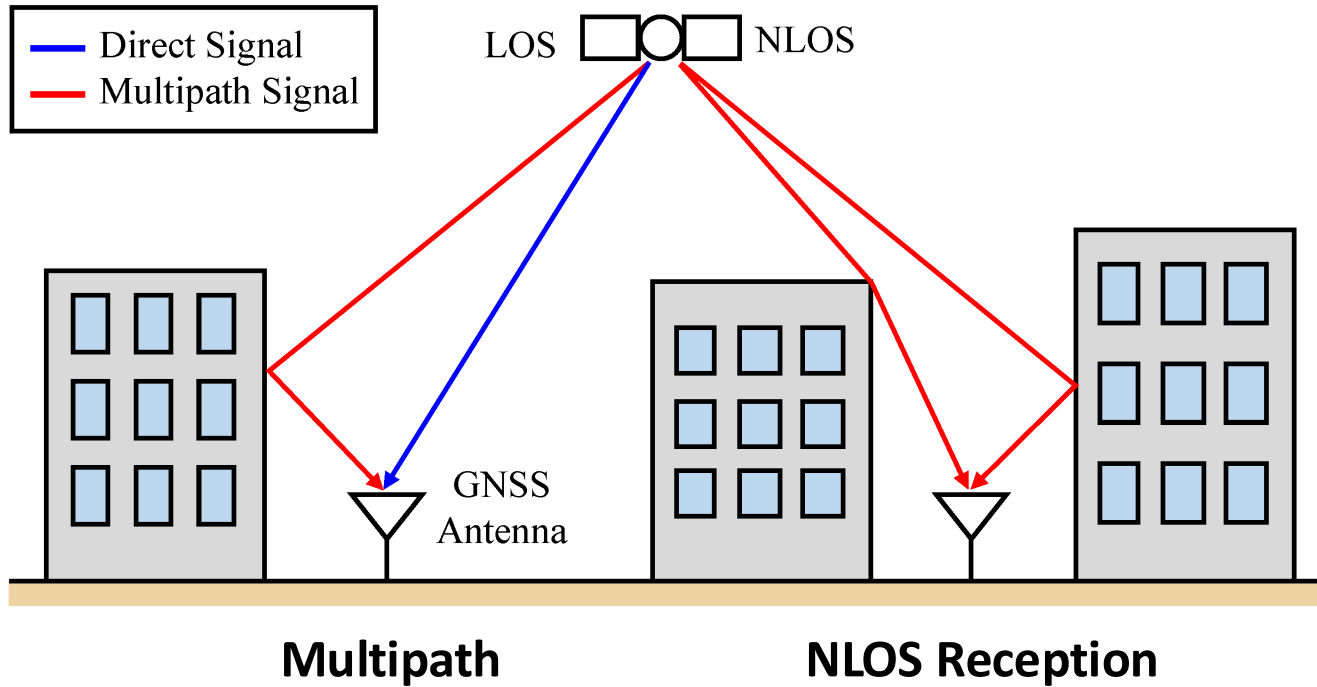 Direct Signal
Multipath Signal
LOS
NLOS
GNSS
Antenna
Multipath
NLOS Reception